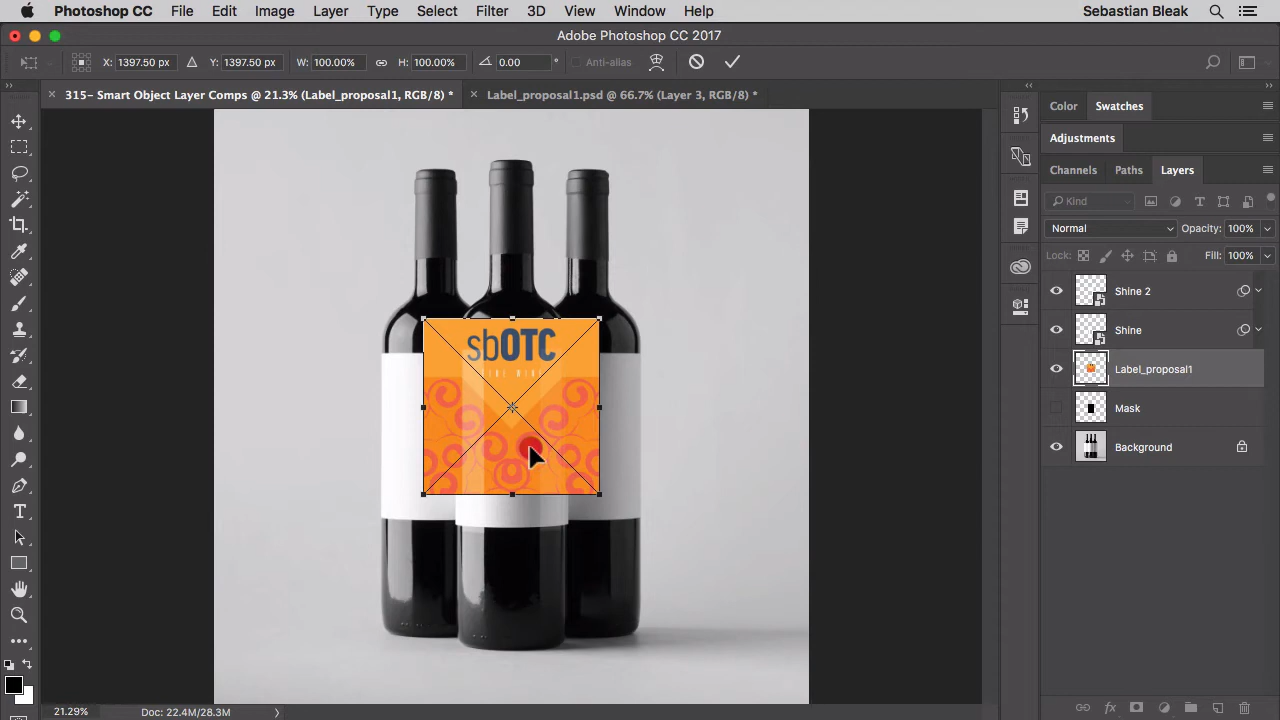 Photoshop CC File Edit Image Layer Type Select Filter 3D View Window Help Sebastian Bleak
Adobe Photoshop CC 2017
X: 1397.50 px Y: 1397.50 px W: 100.00% H: 100.00% 0.00 ° Anti-alias
315– Smart Object Layer Comps @ 21.3% (Label_proposal1, RGB/8) * Label_proposal1.psd @ 66.7% (Layer 3, RGB/8) *
Color Swatches
Adjustments
Channels Paths Layers
Kind
Normal Opacity: 100%
Lock: Fill: 100%
Shine 2
Shine
Label_proposal1
Mask
Background
sbOTC
21.29% Doc: 22.4M/28.3M